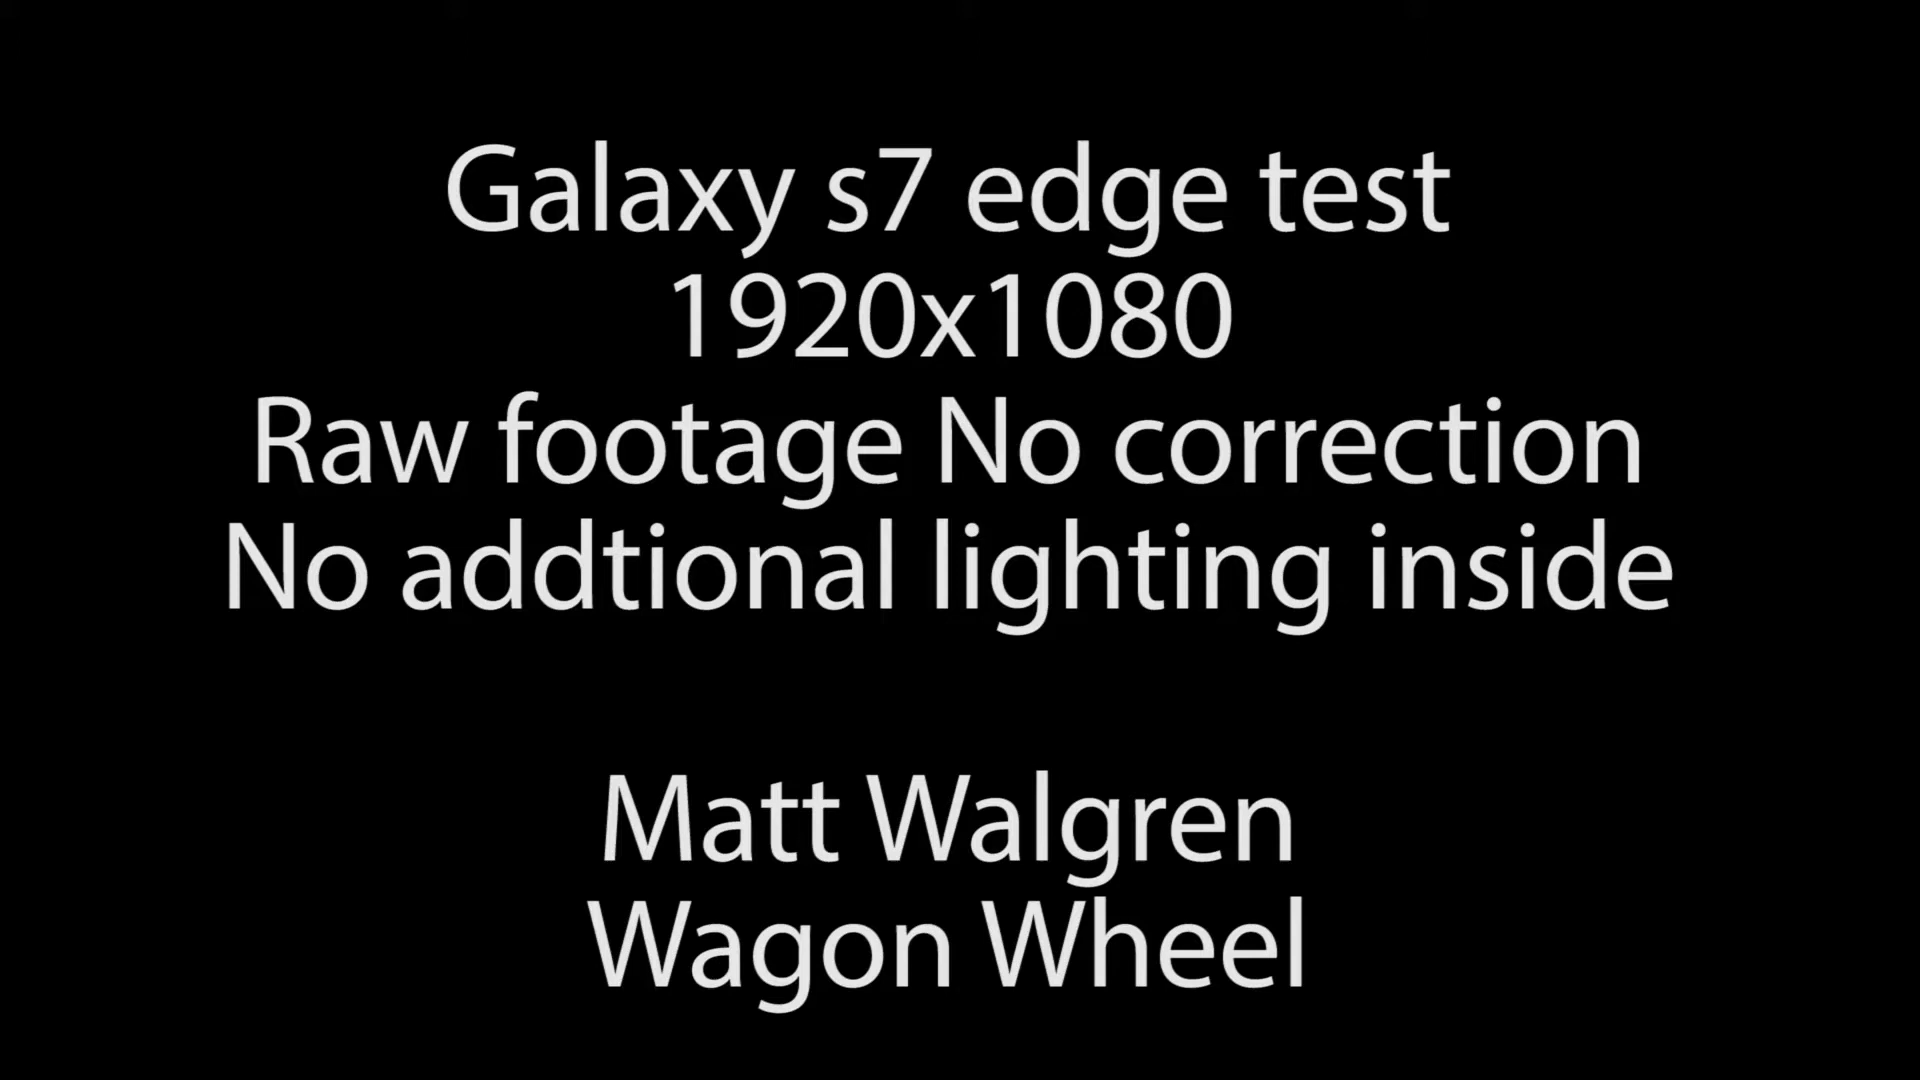 Galaxy s7 edge test
1920x1080
Raw footage No correction
No addtional lighting inside
Matt Walgren
Wagon Wheel